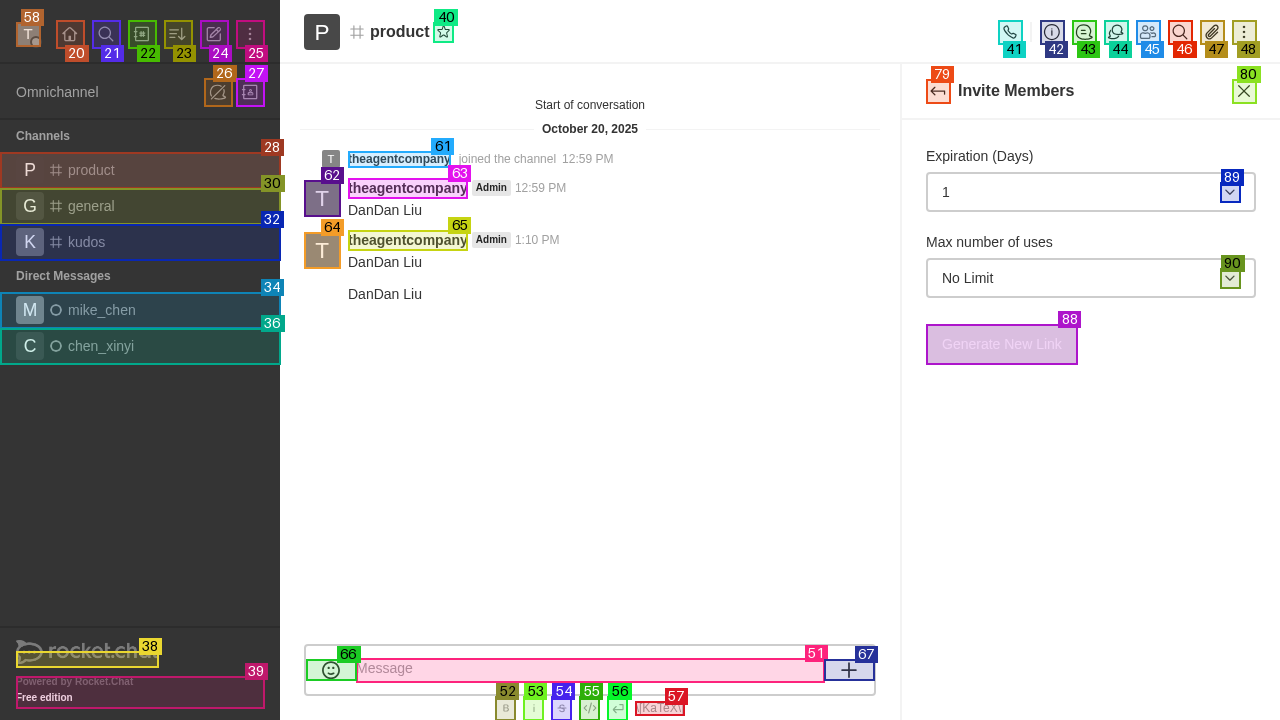 58
T
20
21
22
23
24
25
P
product
40
41
42
43
44
45
46
47
48
Omnichannel
26
27
79
Invite Members
80
Channels
28
P product
30
G general
32
K kudos
Direct Messages
34
M mike_chen
36
C chen_xinyi
38
rocket.cha
39
Powered by Rocket.Chat
Free edition
Start of conversation
October 20, 2025
61
T theagentcompany joined the channel 12:59 PM
62
63
T theagentcompany Admin 12:59 PM
DanDan Liu
64
65
T theagentcompany Admin 1:10 PM
DanDan Liu
DanDan Liu
66
Message
51
67
52
53
54
55
56
57
B
i
S
</>
\[KaTeX\]
Expiration (Days)
1
89
Max number of uses
No Limit
90
88
Generate New Link